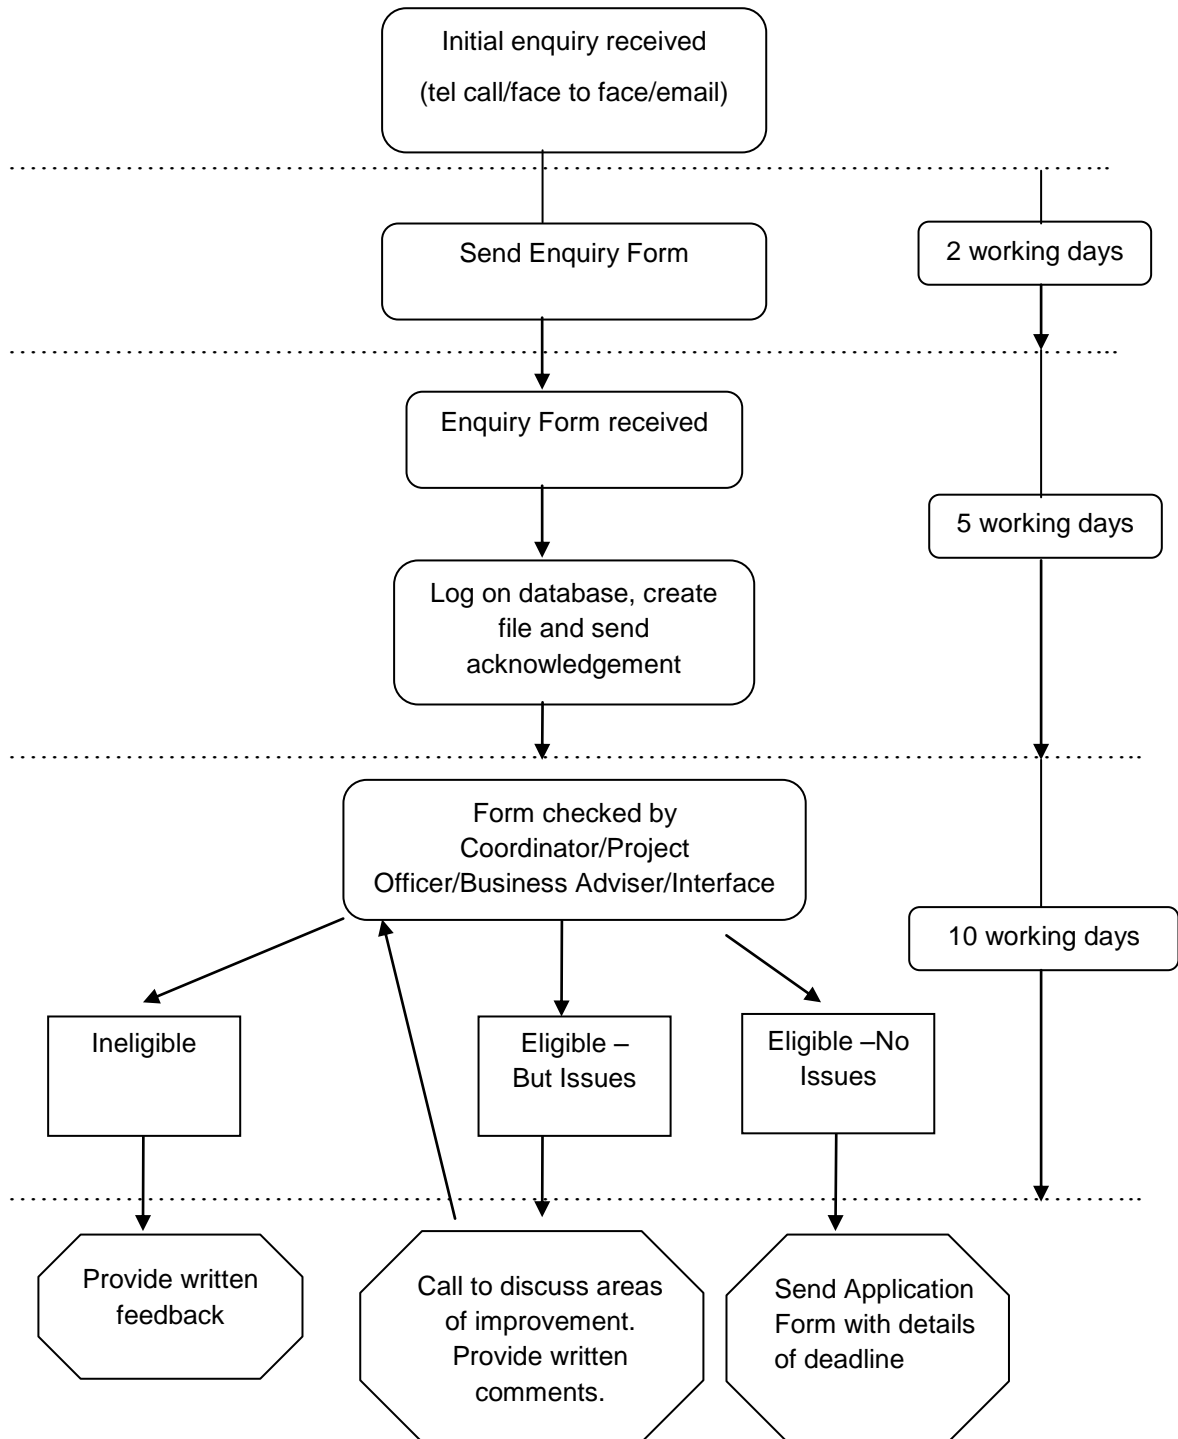 Initial enquiry received
(tel call/face to face/email)
Send Enquiry Form
2 working days
Enquiry Form received
5 working days
Log on database, create
file and send
acknowledgement
Form checked by
Coordinator/Project
Officer/Business Adviser/Interface
10 working days
Ineligible
Eligible –
But Issues
Eligible –No
Issues
Provide written
feedback
Call to discuss areas
of improvement.
Provide written
comments.
Send Application
Form with details
of deadline